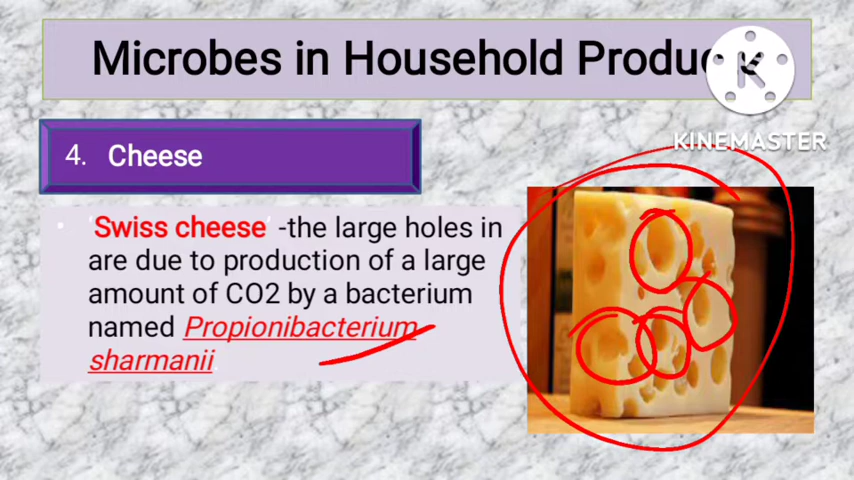 Microbes in Household Produc
K
KINEMASTER
4. Cheese
'Swiss cheese' -the large holes in
are due to production of a large
amount of CO2 by a bacterium
named Propionibacterium
sharmanii.